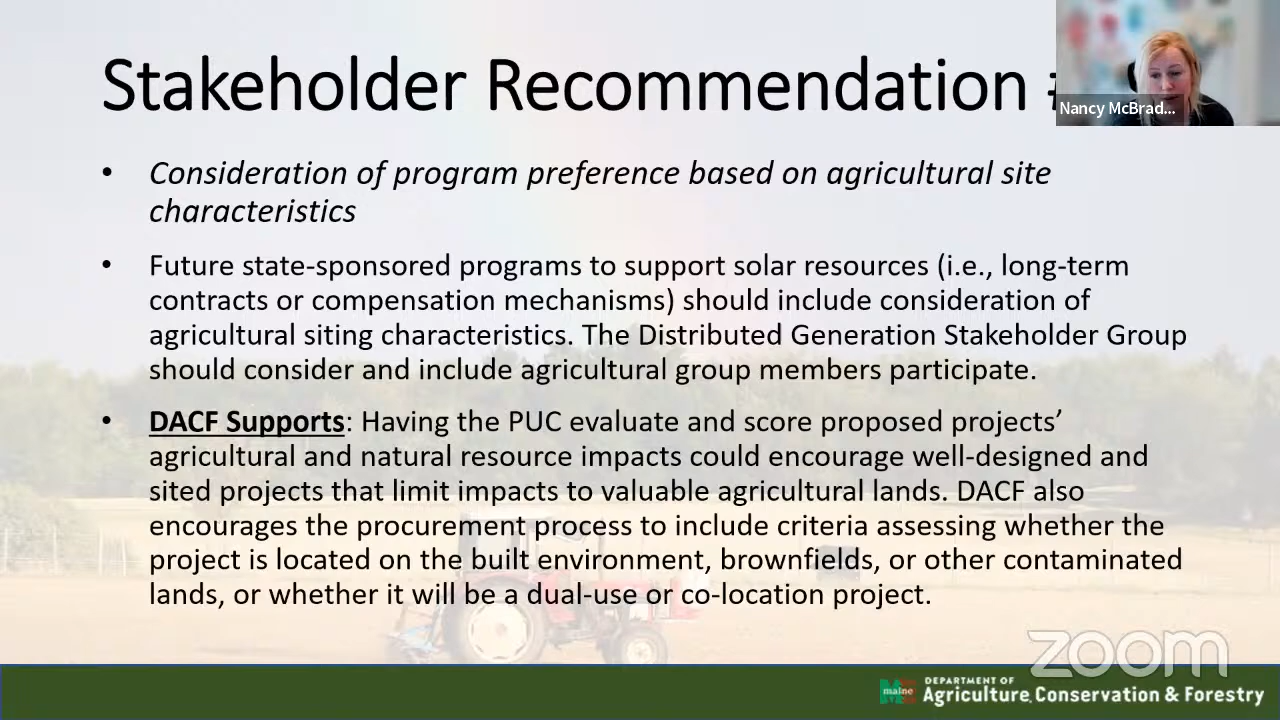 Stakeholder Recommendation
Nancy McBrad...
• Consideration of program preference based on agricultural site
characteristics
• Future state-sponsored programs to support solar resources (i.e., long-term
contracts or compensation mechanisms) should include consideration of
agricultural siting characteristics. The Distributed Generation Stakeholder Group
should consider and include agricultural group members participate.
• DACF Supports: Having the PUC evaluate and score proposed projects’
agricultural and natural resource impacts could encourage well-designed and
sited projects that limit impacts to valuable agricultural lands. DACF also
encourages the procurement process to include criteria assessing whether the
project is located on the built environment, brownfields, or other contaminated
lands, or whether it will be a dual-use or co-location project.
zoom
maine
DEPARTMENT OF
Agriculture, Conservation & Forestry